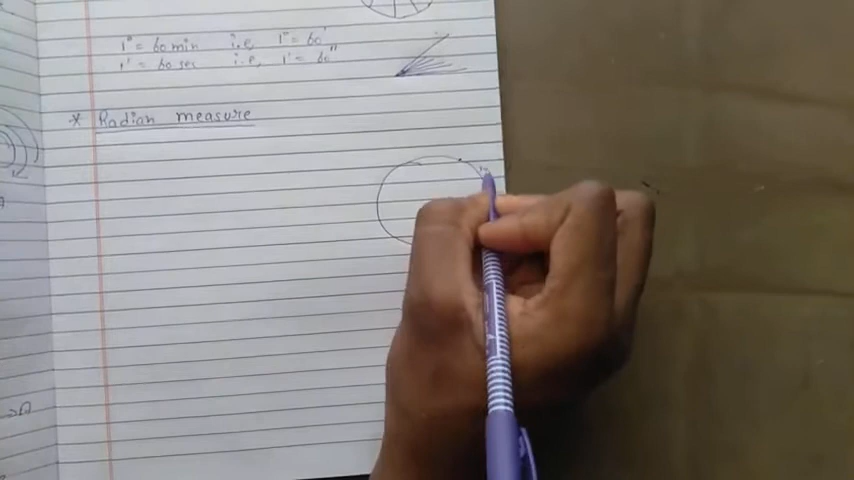 1° = 60 min i.e, 1° = 60'
1' = 60 sec i.e, 1' = 60"
* Radian measure